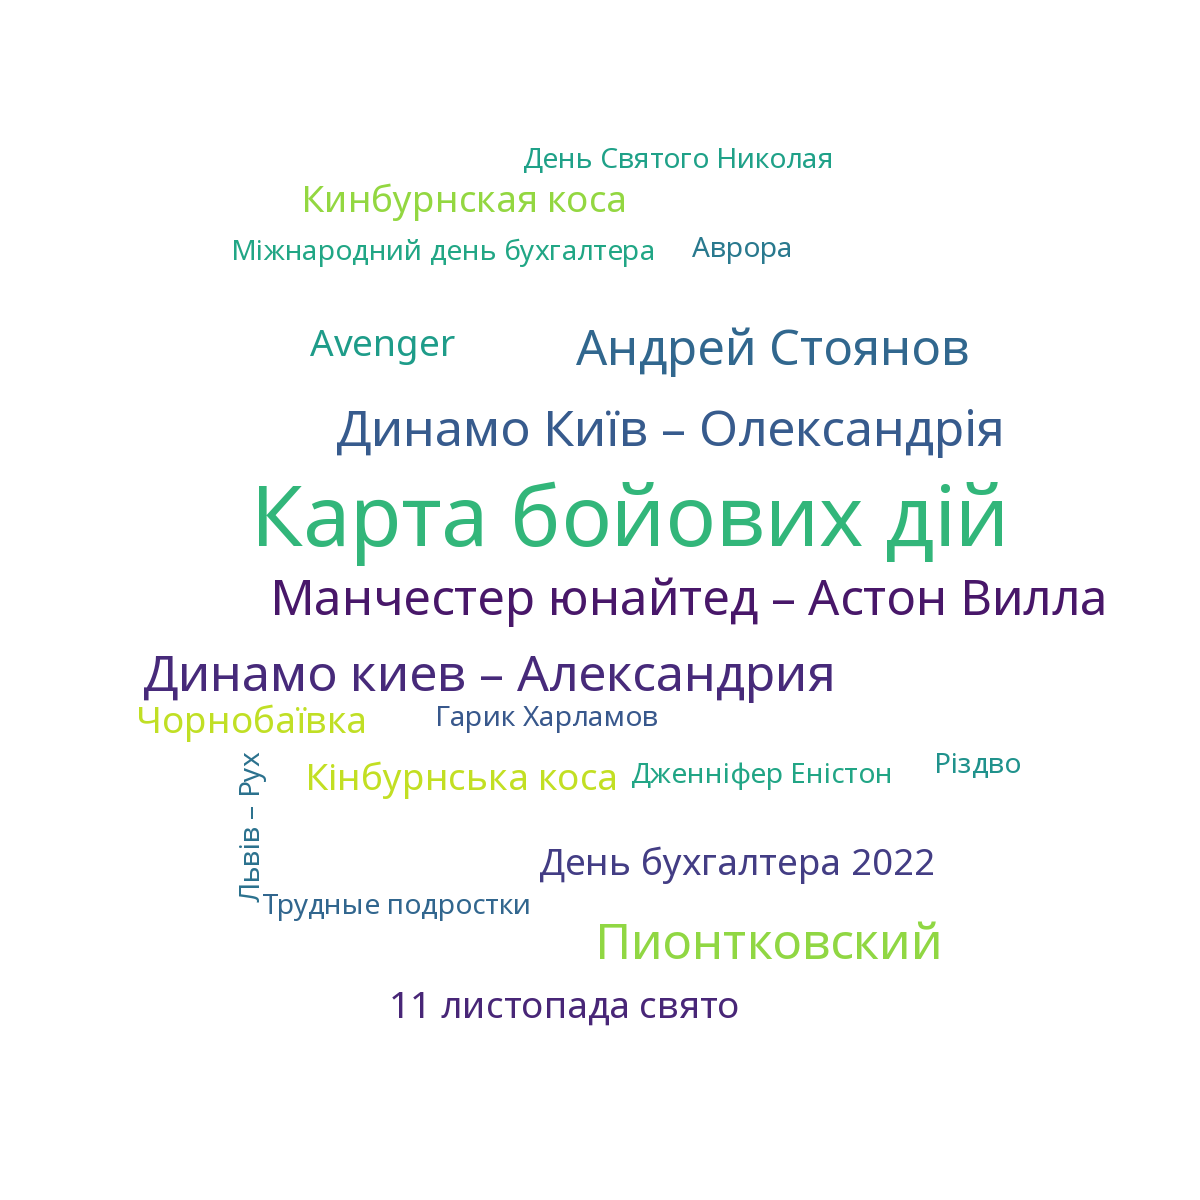 День Святого Николая
Кинбурнская коса
Міжнародний день бухгалтера
Аврора
Avenger
Андрей Стоянов
Динамо Київ – Олександрія
Карта бойових дій
Манчестер юнайтед – Астон Вилла
Динамо киев – Александрия
Чорнобаївка
Гарик Харламов
Львів – Рух
Кінбурнська коса
Дженніфер Еністон
Різдво
День бухгалтера 2022
Трудные подростки
Пионтковский
11 листопада свято